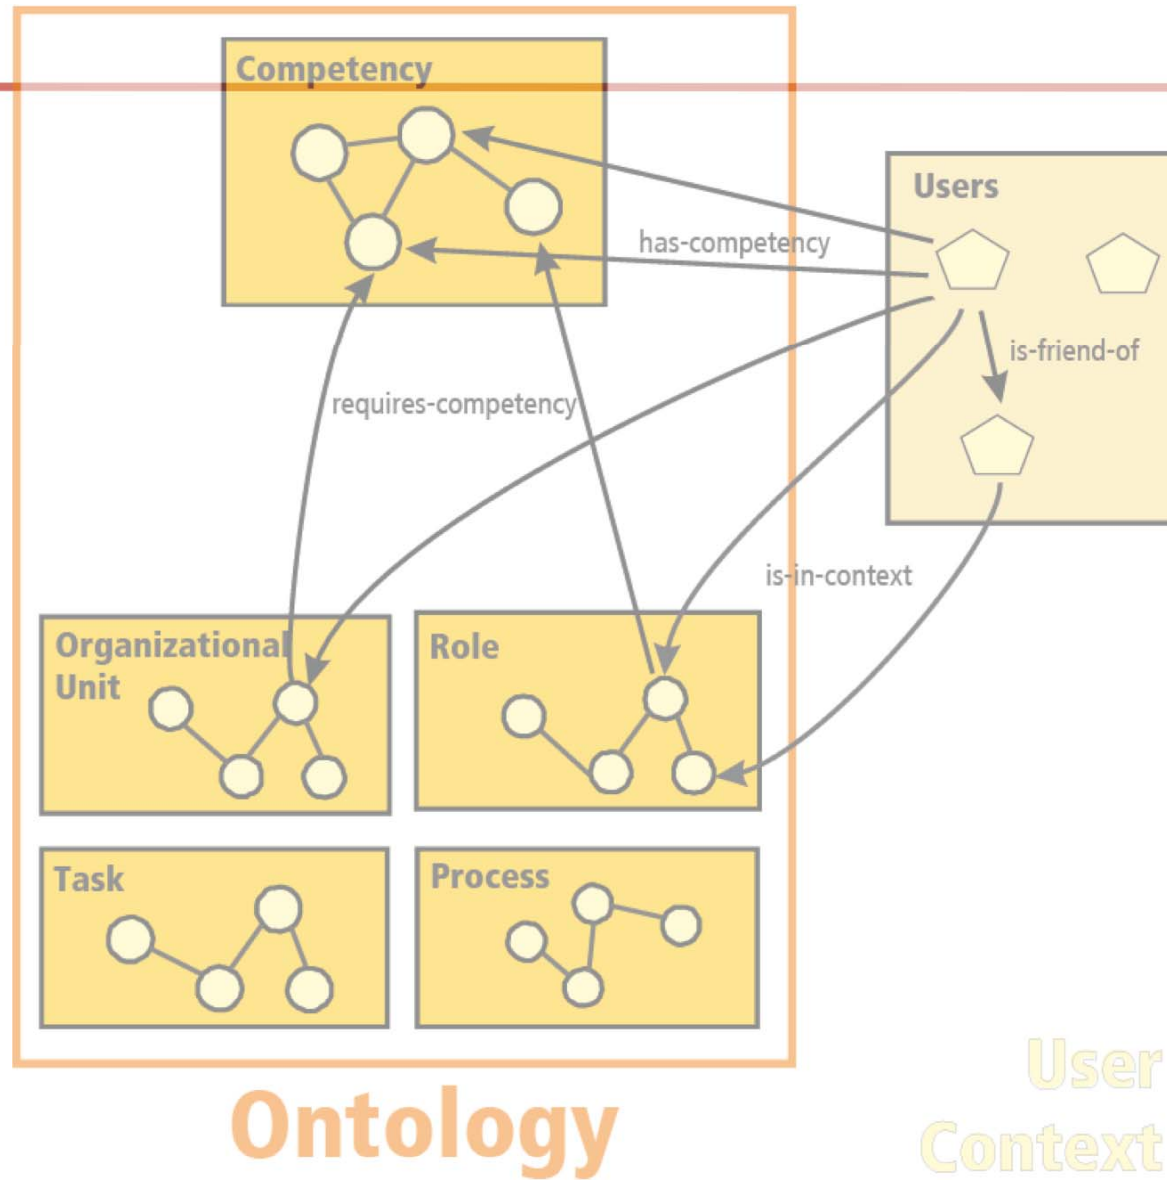 Competency
Users
has-competency
is-friend-of
requires-competency
is-in-context
Organizational
Unit
Role
Task
Process
User
Context
Ontology